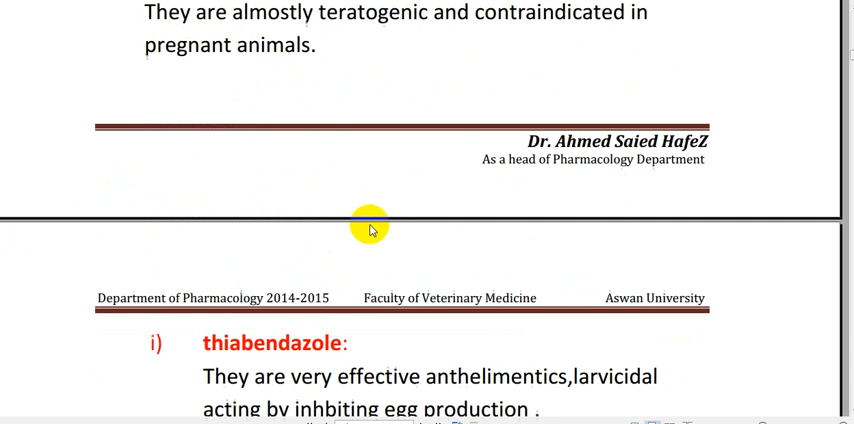 They are almostly teratogenic and contraindicated in
pregnant animals.
Dr. Ahmed Saied HafeZ
As a head of Pharmacology Department
Department of Pharmacology 2014-2015 Faculty of Veterinary Medicine Aswan University
i) thiabendazole:
They are very effective anthelimentics,larvicidal
acting by inhbiting egg production .